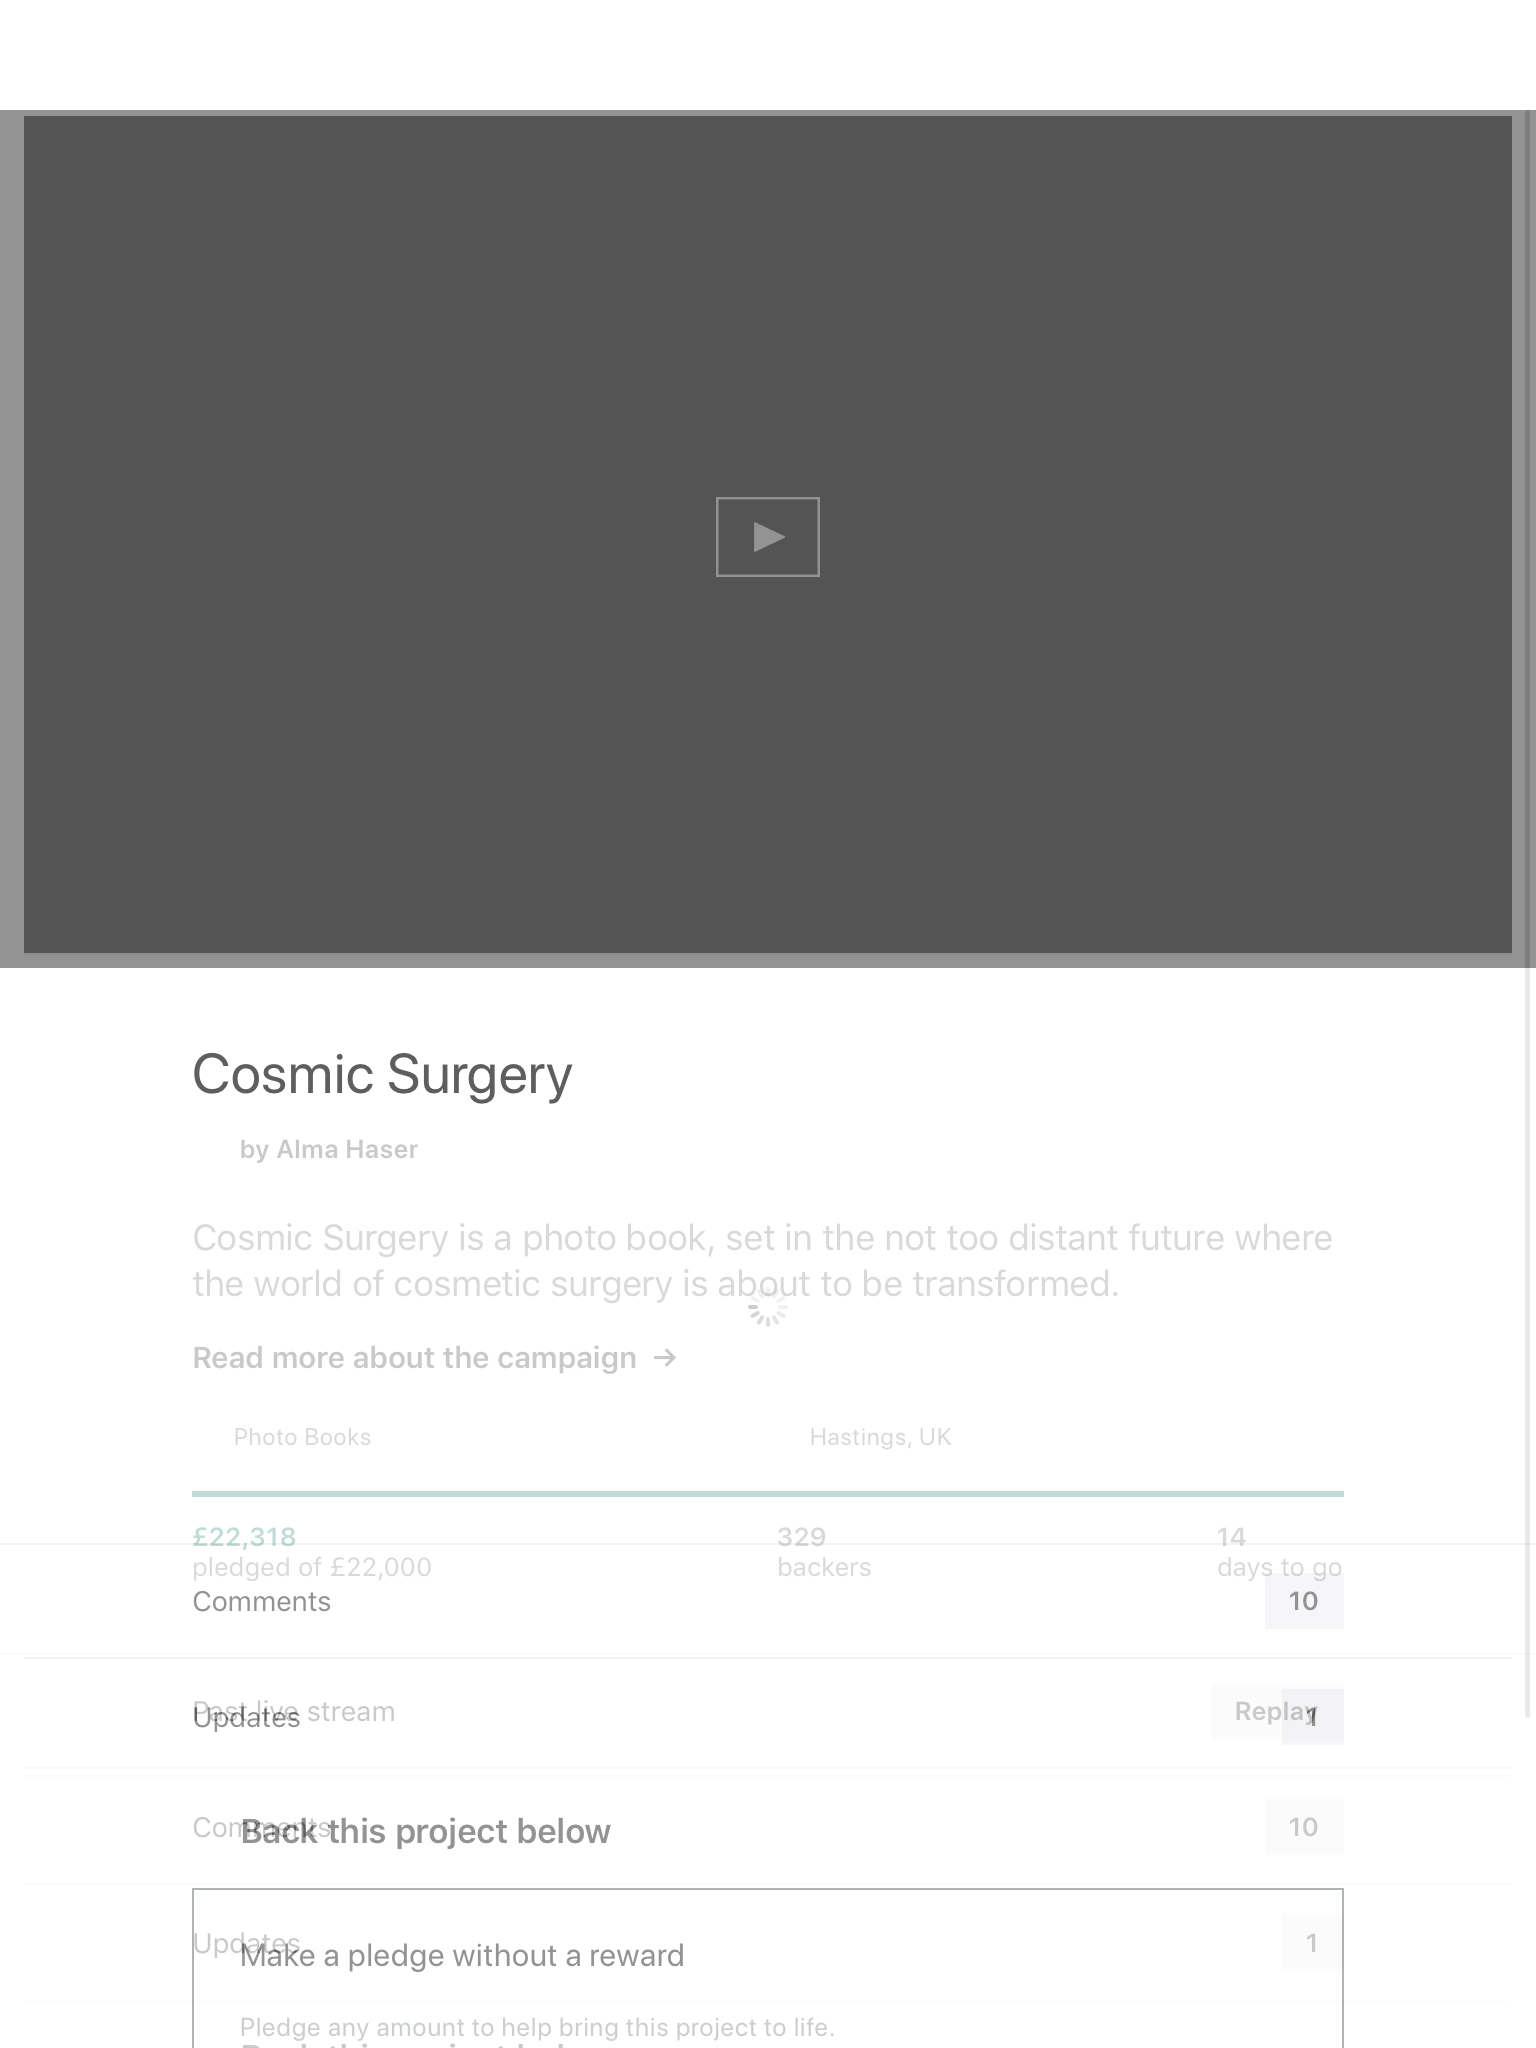 Cosmic Surgery
by Alma Haser
Cosmic Surgery is a photo book, set in the not too distant future where
the world of cosmetic surgery is about to be transformed.
Read more about the campaign →
Photo Books
Hastings, UK
£22,318
pledged of £22,000
329
backers
14
days to go
Comments
10
Past live stream
Replay
Updates
1
Comments
10
Back this project below
Updates
1
Make a pledge without a reward
Pledge any amount to help bring this project to life.
Back this project below